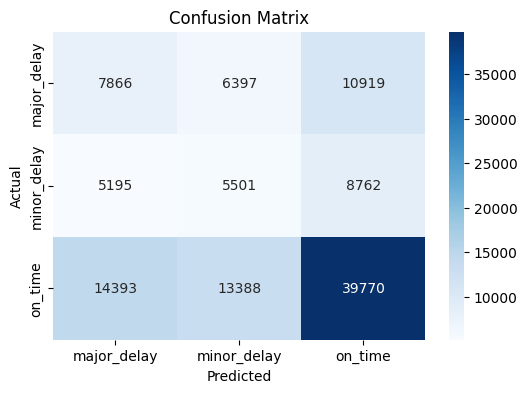 Confusion Matrix
Actual
major_delay
7866 6397 10919
minor_delay
5195 5501 8762
on_time
14393 13388 39770
major_delay minor_delay on_time
Predicted
35000
30000
25000
20000
15000
10000